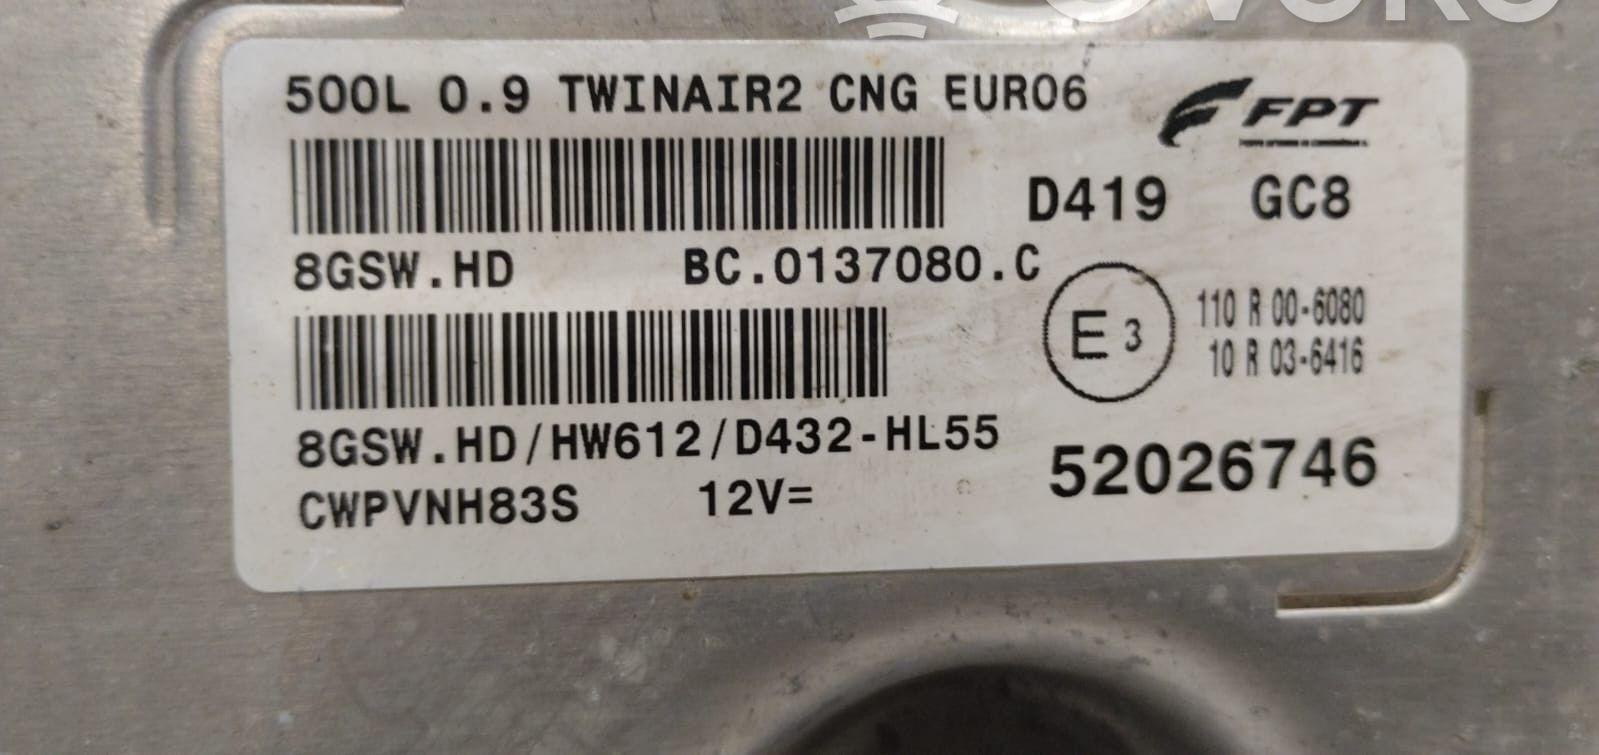 500L 0.9 TWINAIR2 CNG EURO6
FPT
D419 GC8
8GSW.HD BC.0137080.C
E3
110 R 00-6080
10 R 03-6416
8GSW.HD/HW612/D432-HL55
52026746
CWPVNH83S 12V=